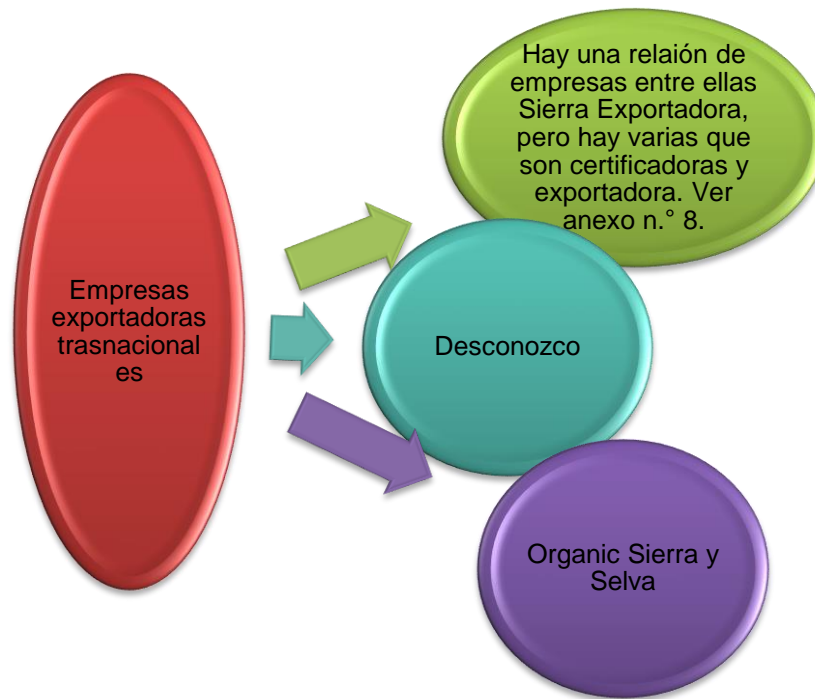 Hay una relaión de
empresas entre ellas
Sierra Exportadora,
pero hay varias que
son certificadoras y
exportadora. Ver
anexo n.° 8.
Empresas
exportadoras
trasnacional
es
Desconozco
Organic Sierra y
Selva